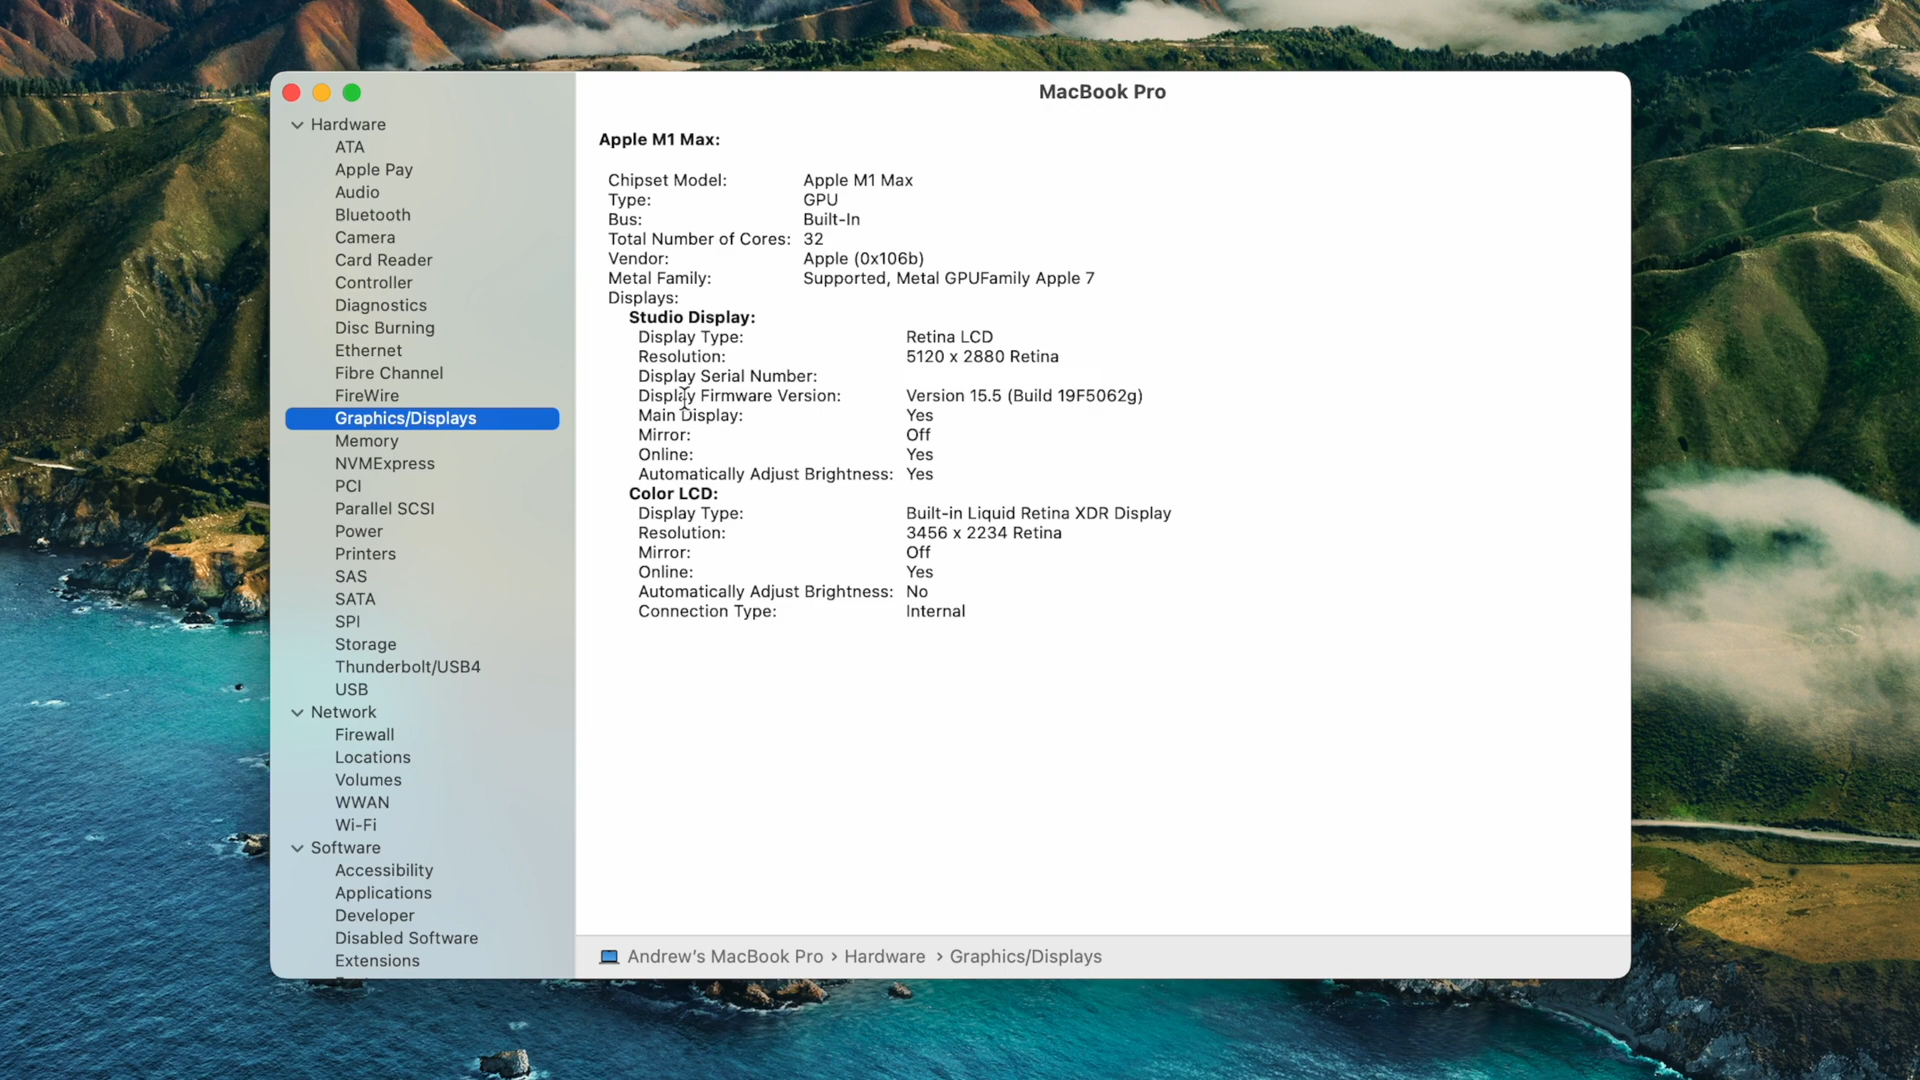 MacBook Pro
Hardware
ATA
Apple Pay
Audio
Bluetooth
Camera
Card Reader
Controller
Diagnostics
Disc Burning
Ethernet
Fibre Channel
FireWire
Graphics/Displays
Memory
NVMExpress
PCI
Parallel SCSI
Power
Printers
SAS
SATA
SPI
Storage
Thunderbolt/USB4
USB
Network
Firewall
Locations
Volumes
WWAN
Wi-Fi
Software
Accessibility
Applications
Developer
Disabled Software
Extensions
Apple M1 Max:
Chipset Model: Apple M1 Max
Type: GPU
Bus: Built-In
Total Number of Cores: 32
Vendor: Apple (0x106b)
Metal Family: Supported, Metal GPUFamily Apple 7
Displays:
Studio Display:
Display Type: Retina LCD
Resolution: 5120 x 2880 Retina
Display Serial Number:
Display Firmware Version: Version 15.5 (Build 19F5062g)
Main Display: Yes
Mirror: Off
Online: Yes
Automatically Adjust Brightness: Yes
Color LCD:
Display Type: Built-in Liquid Retina XDR Display
Resolution: 3456 x 2234 Retina
Mirror: Off
Online: Yes
Automatically Adjust Brightness: No
Connection Type: Internal
Andrew’s MacBook Pro › Hardware › Graphics/Displays